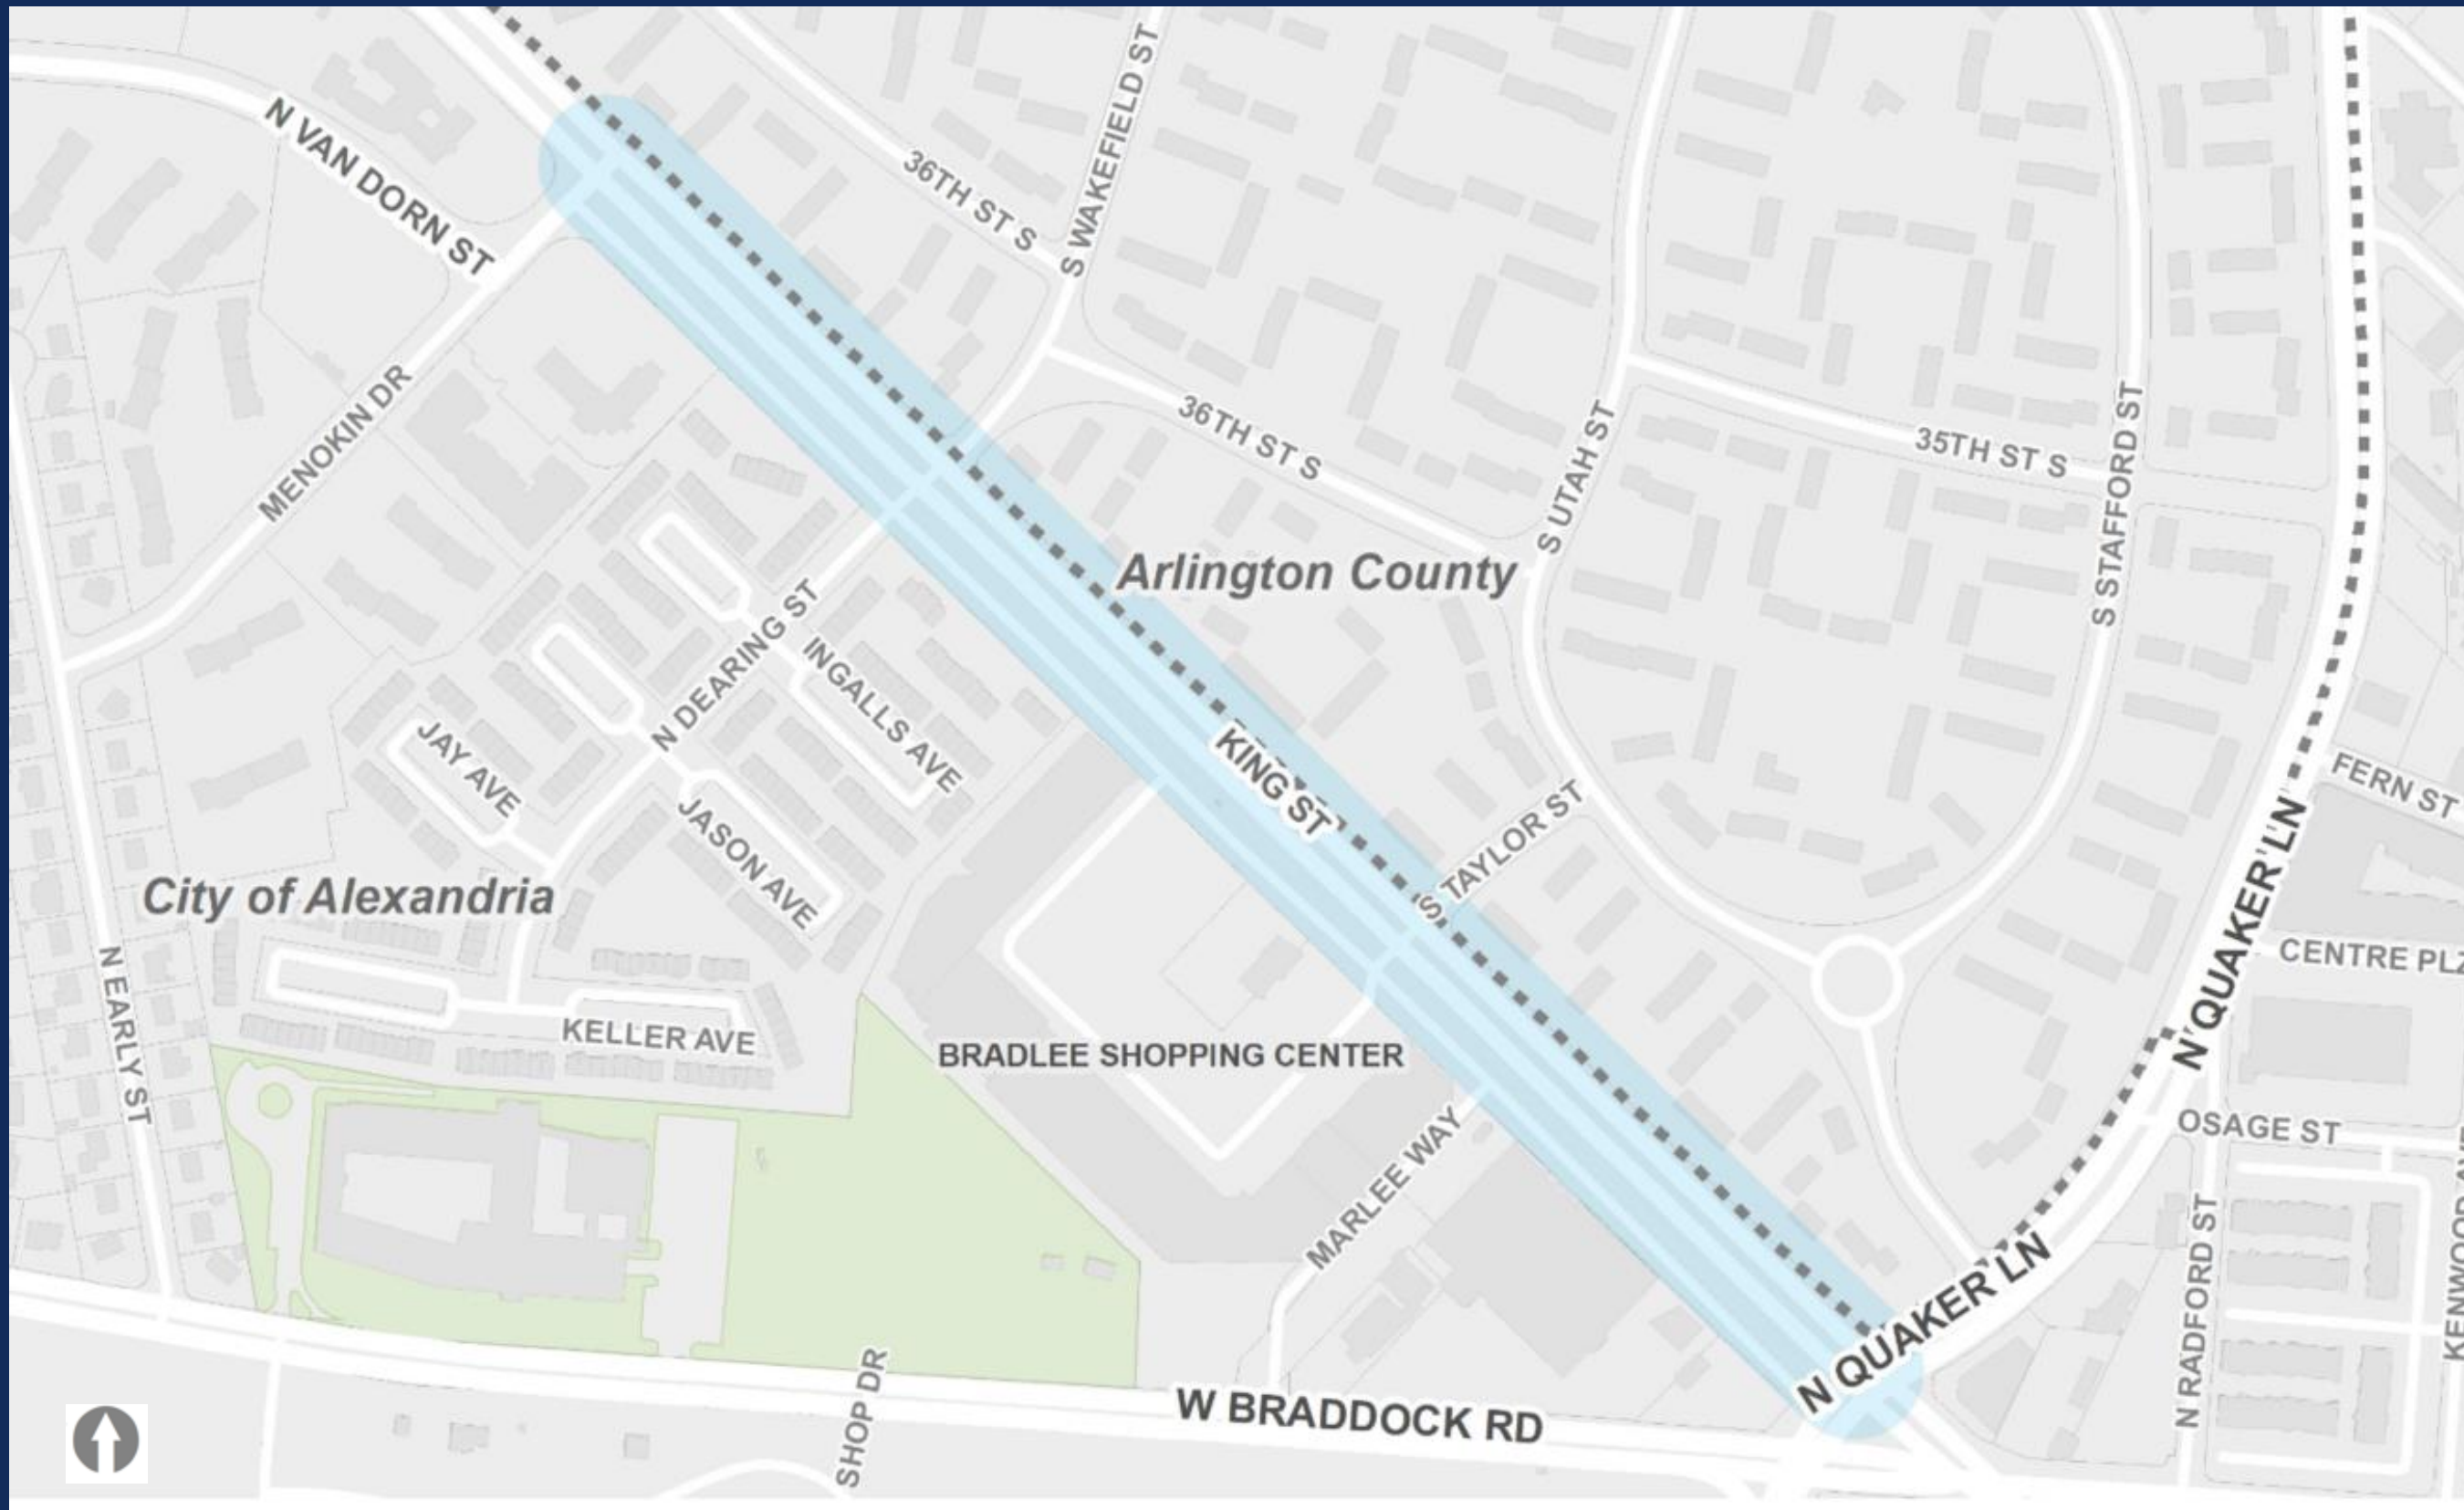 N VAN DORN ST
36TH ST S
S WAKEFIELD ST
MENOKIN DR
36TH ST S
S UTAH ST
35TH ST S
S STAFFORD ST
Arlington County
N DEARING ST
INGALLS AVE
JAY AVE
JASON AVE
KING ST
S TAYLOR ST
FERN ST
N QUAKER LN
CENTRE PLZ
City of Alexandria
N EARLY ST
KELLER AVE
BRADLEE SHOPPING CENTER
MARLEE WAY
OSAGE ST
N RADFORD ST
KENWOOD AVE
N QUAKER LN
W BRADDOCK RD
SHOP DR